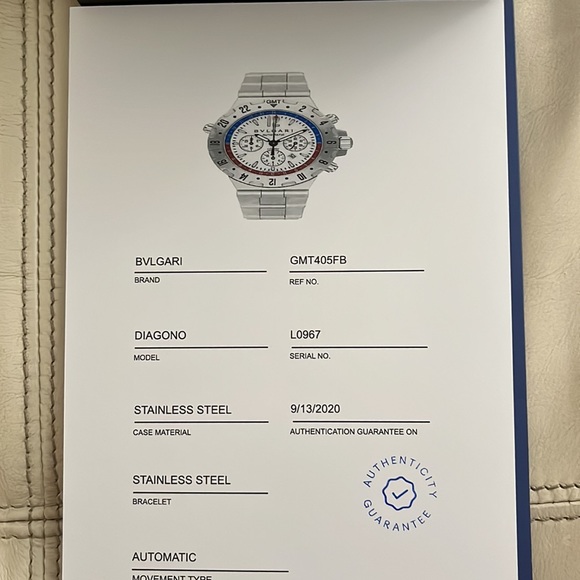 GMT
BVLGARI
BVLGARI GMT405FB
BRAND REF NO.
DIAGONO L0967
MODEL SERIAL NO.
STAINLESS STEEL 9/13/2020
CASE MATERIAL AUTHENTICATION GUARANTEE ON
STAINLESS STEEL
BRACELET
AUTHENTICITY
GUARANTEE
AUTOMATIC
MOVEMENT TYPE